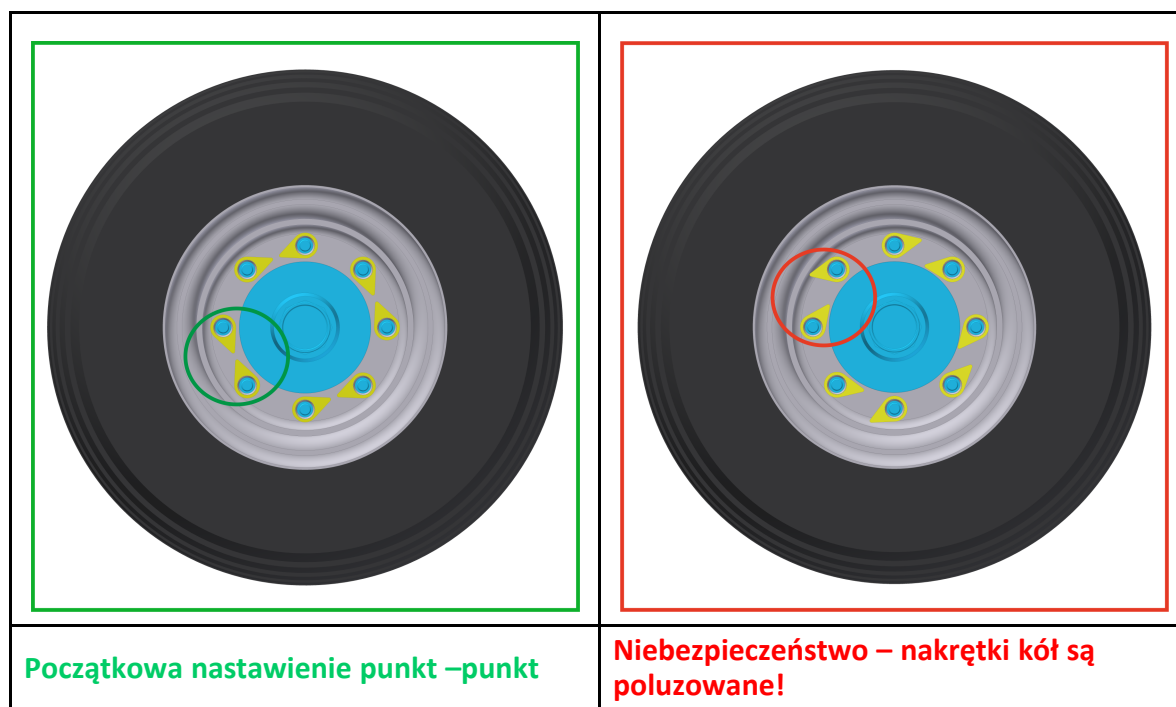 Początkowa nastawienie punkt –punkt
Niebezpieczeństwo – nakrętki kół są
poluzowane!